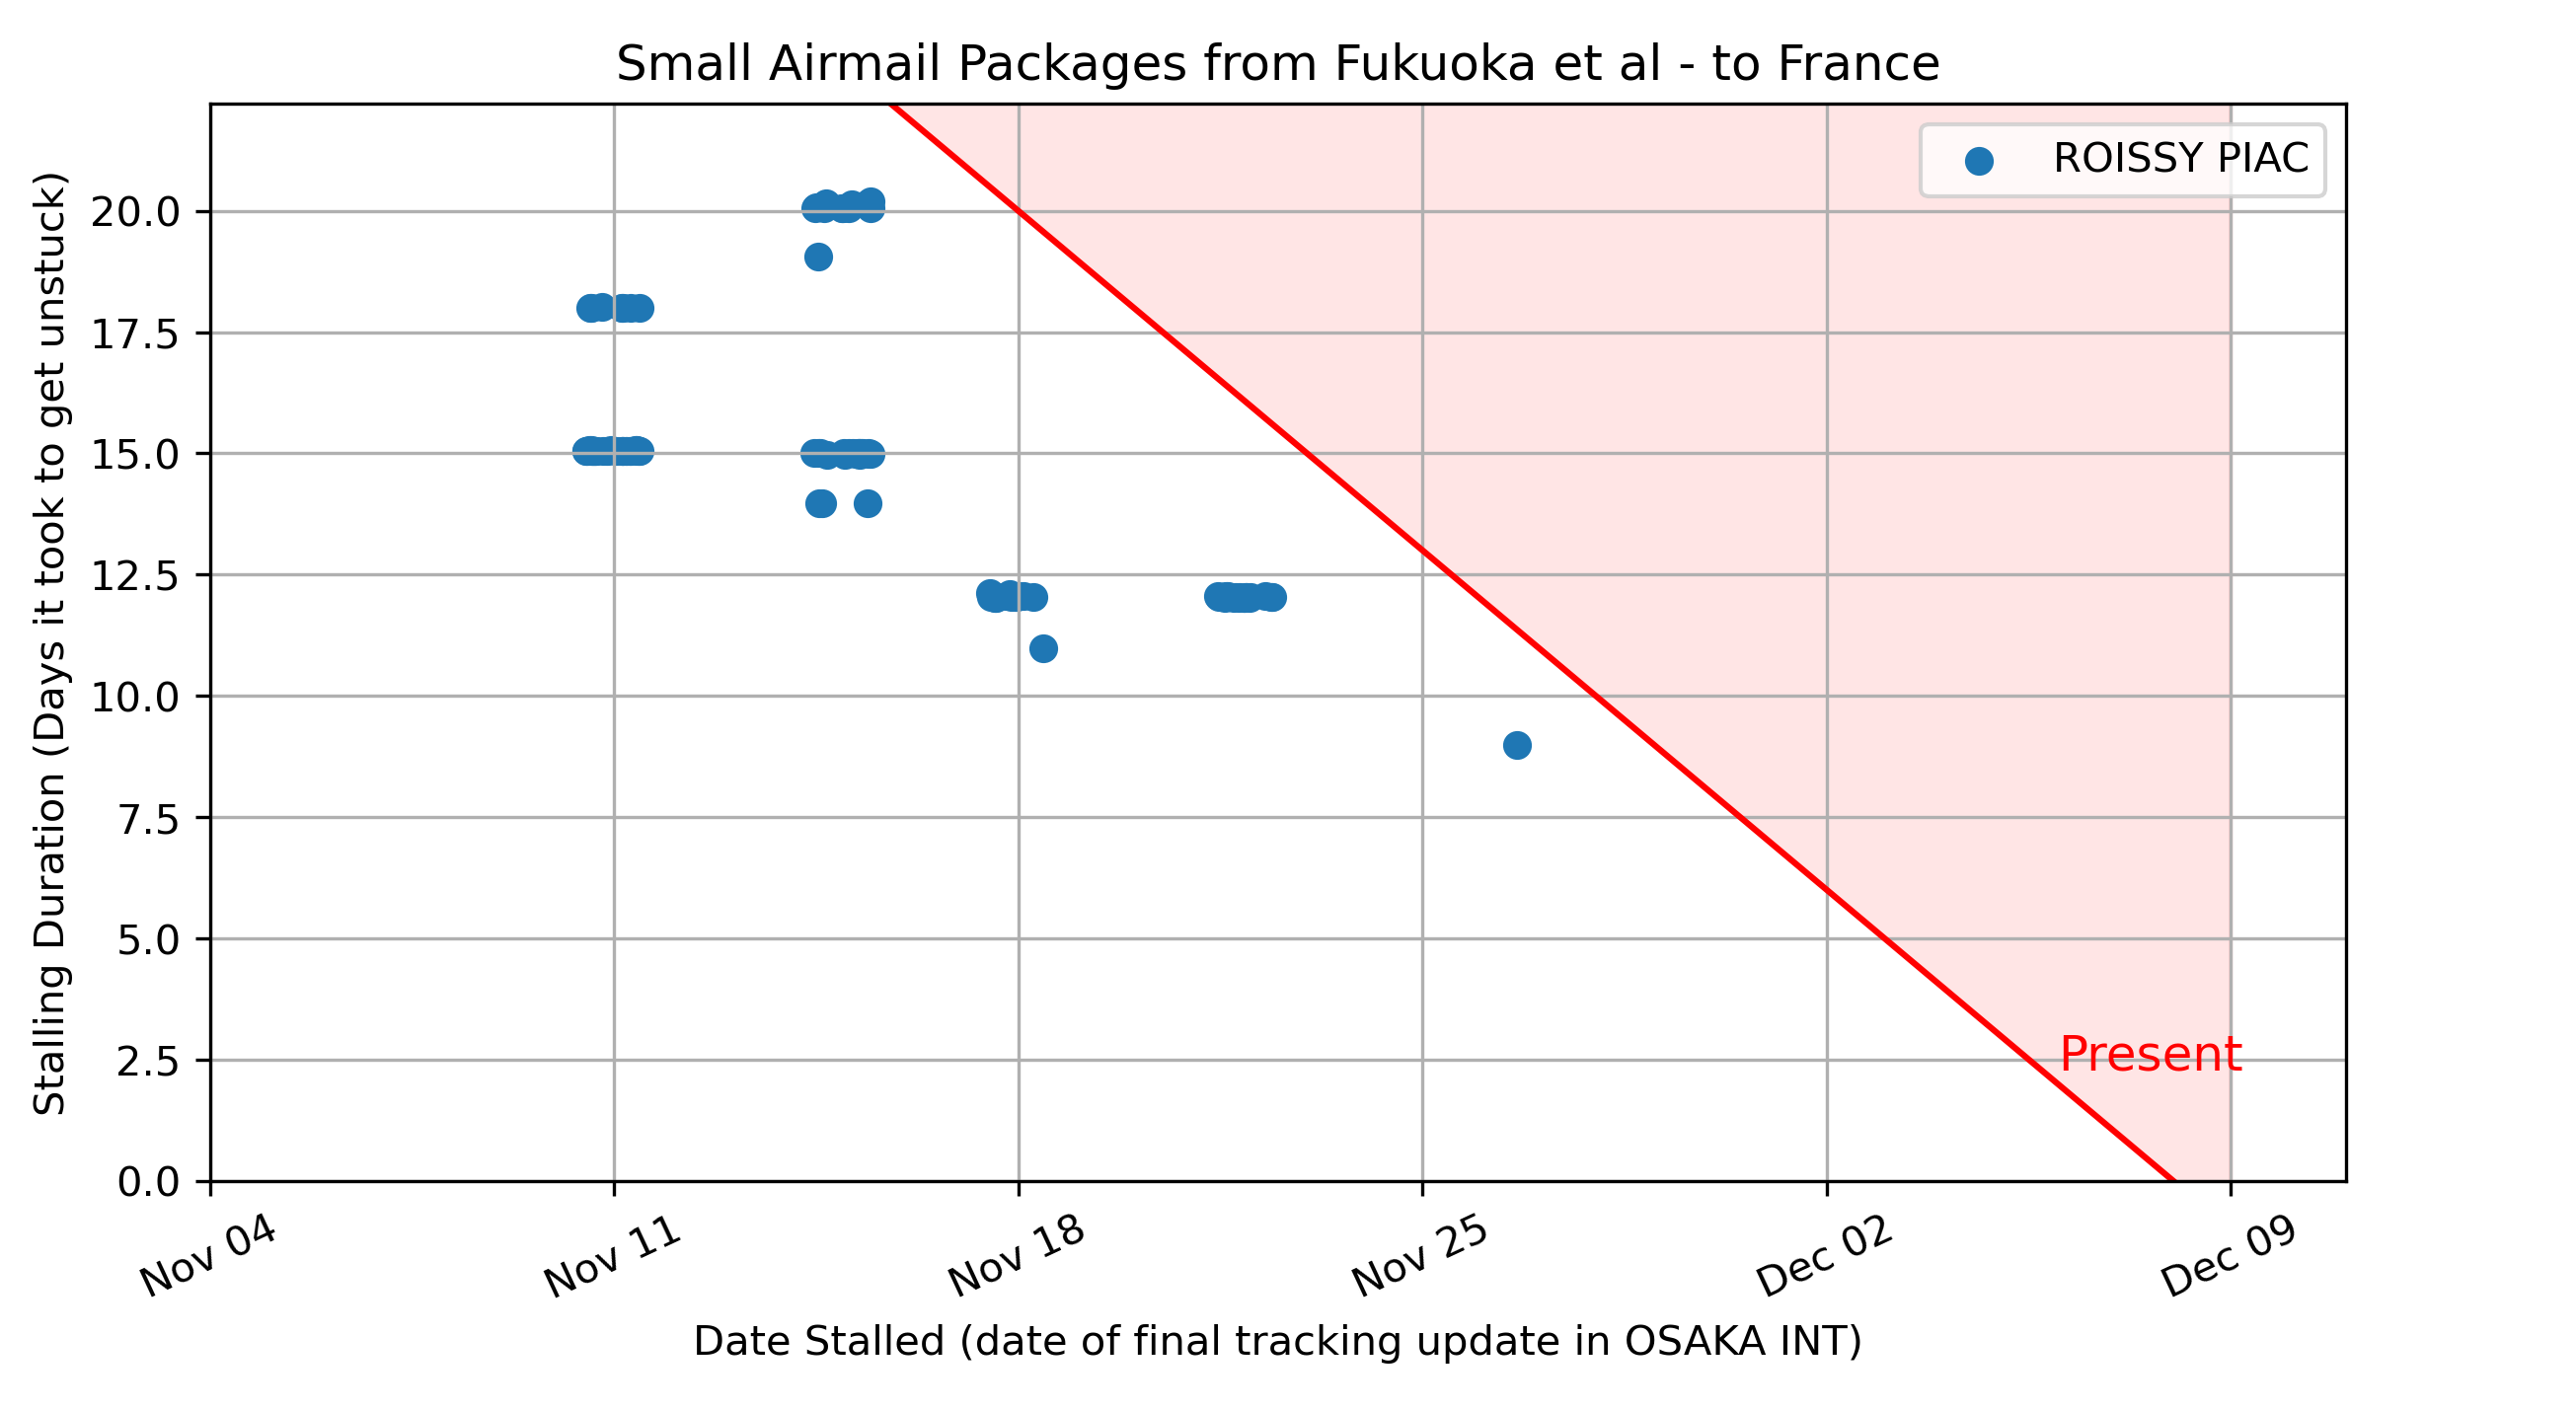 Small Airmail Packages from Fukuoka et al - to France
ROISSY PIAC
Stalling Duration (Days it took to get unstuck)
20.0
17.5
15.0
12.5
10.0
7.5
5.0
2.5
0.0
Present
Nov 04
Nov 11
Nov 18
Nov 25
Dec 02
Dec 09
Date Stalled (date of final tracking update in OSAKA INT)